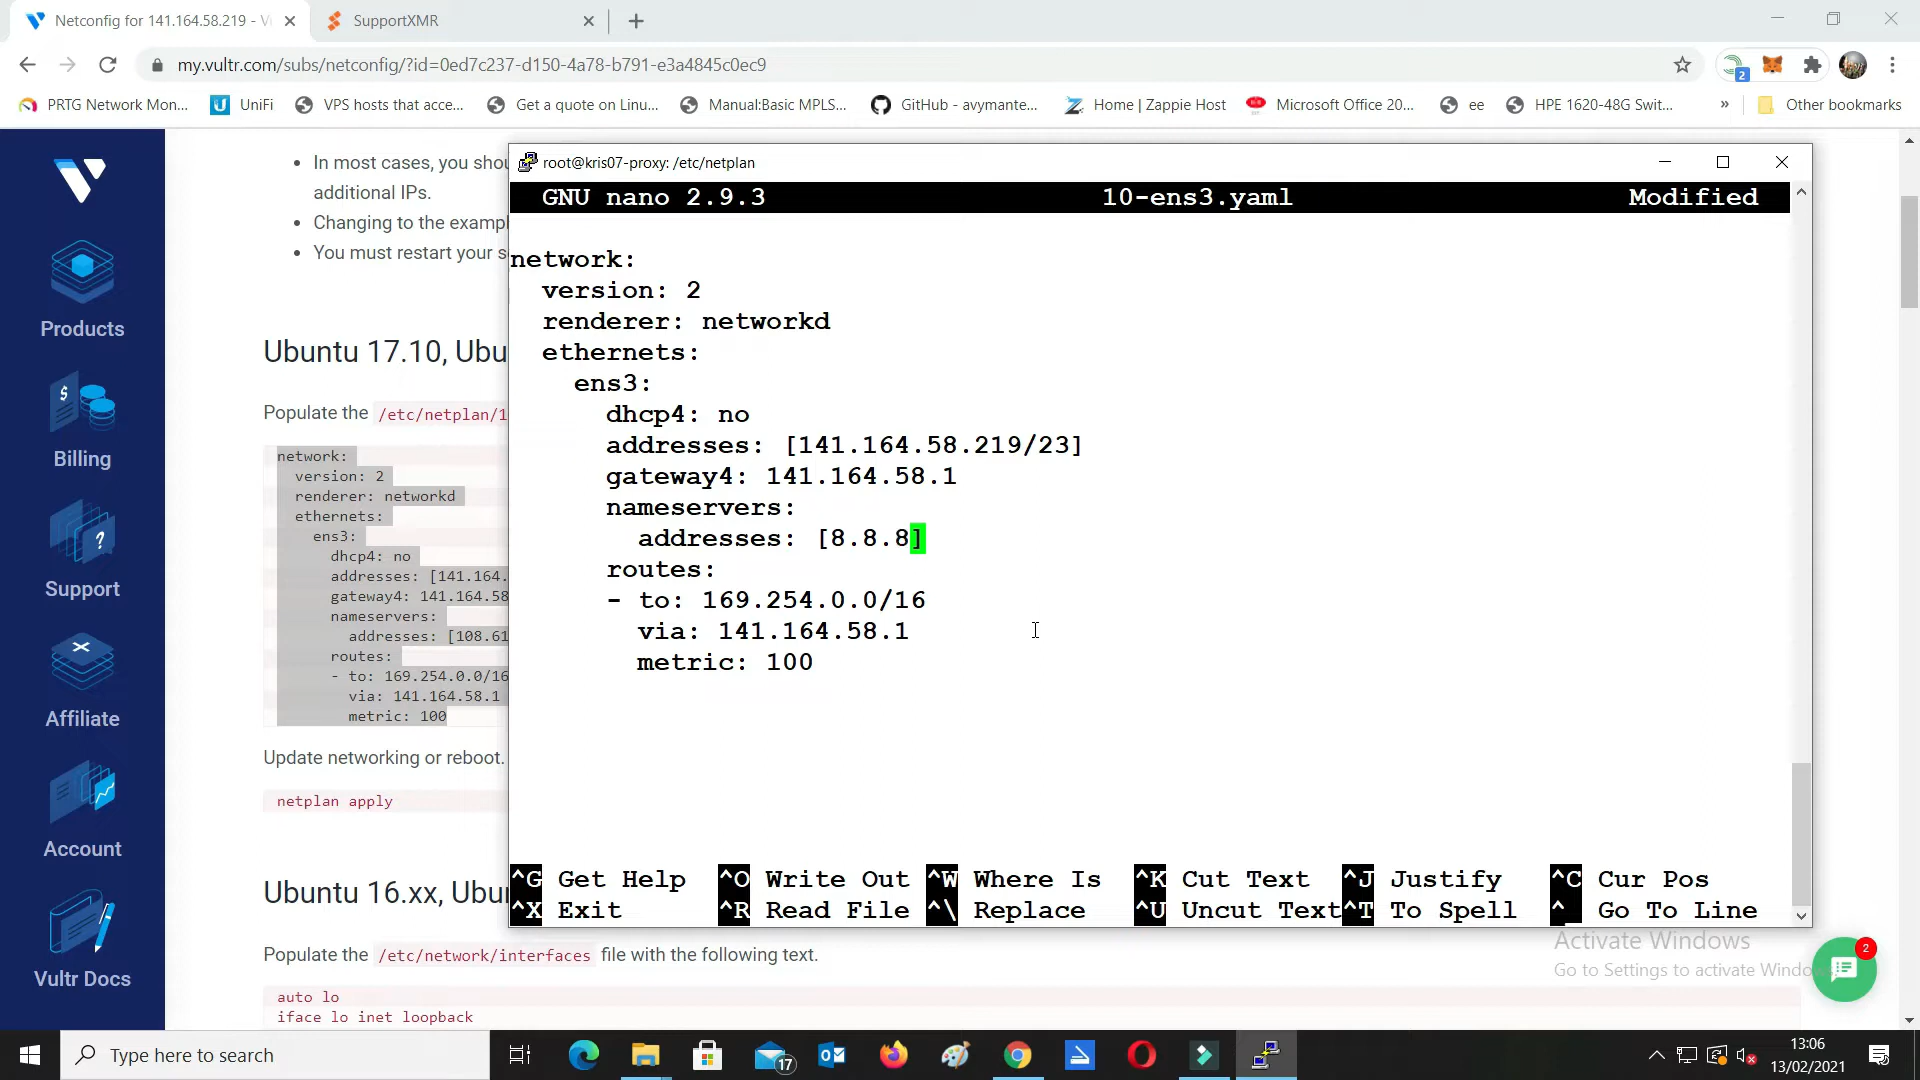 Netconfig for 141.164.58.219 - V
SupportXMR
my.vultr.com/subs/netconfig/?id=0ed7c237-d150-4a78-b791-e3a4845c0ec9
2
PRTG Network Mon...
UniFi
VPS hosts that acce...
Get a quote on Linu...
Manual:Basic MPLS...
GitHub - avymante...
Home | Zappie Host
Microsoft Office 20...
ee
HPE 1620-48G Swit...
»
Other bookmarks
Products
Billing
Support
Affiliate
Account
Vultr Docs
In most cases, you shou
additional IPs.
Changing to the examp
You must restart your s
Ubuntu 17.10, Ubu
Populate the /etc/netplan/1
network:
version: 2
renderer: networkd
ethernets:
ens3:
dhcp4: no
addresses: [141.164.
gateway4: 141.164.58
nameservers:
addresses: [108.61
routes:
- to: 169.254.0.0/16
via: 141.164.58.1
metric: 100
Update networking or reboot.
netplan apply
Ubuntu 16.xx, Ubu
Populate the /etc/network/interfaces file with the following text.
auto lo
iface lo inet loopback
root@kris07-proxy: /etc/netplan
GNU nano 2.9.3 10-ens3.yaml Modified
network:
version: 2
renderer: networkd
ethernets:
ens3:
dhcp4: no
addresses: [141.164.58.219/23]
gateway4: 141.164.58.1
nameservers:
addresses: [8.8.8]
routes:
- to: 169.254.0.0/16
via: 141.164.58.1
metric: 100
^G Get Help ^O Write Out ^W Where Is ^K Cut Text ^J Justify ^C Cur Pos
^X Exit ^R Read File ^\ Replace ^U Uncut Text ^T To Spell ^ Go To Line
Activate Windows
Go to Settings to activate Windo
2
Type here to search
17
13:06
13/02/2021